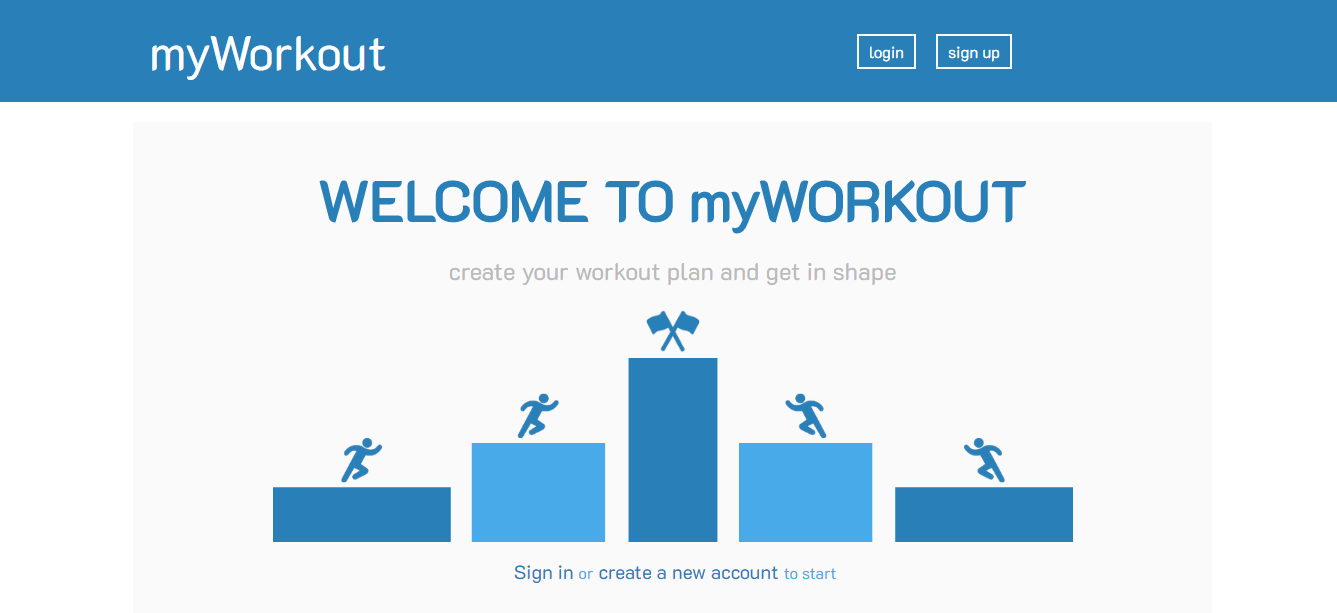 myWorkout
login
sign up
WELCOME TO myWORKOUT
create your workout plan and get in shape
Sign in or create a new account to start